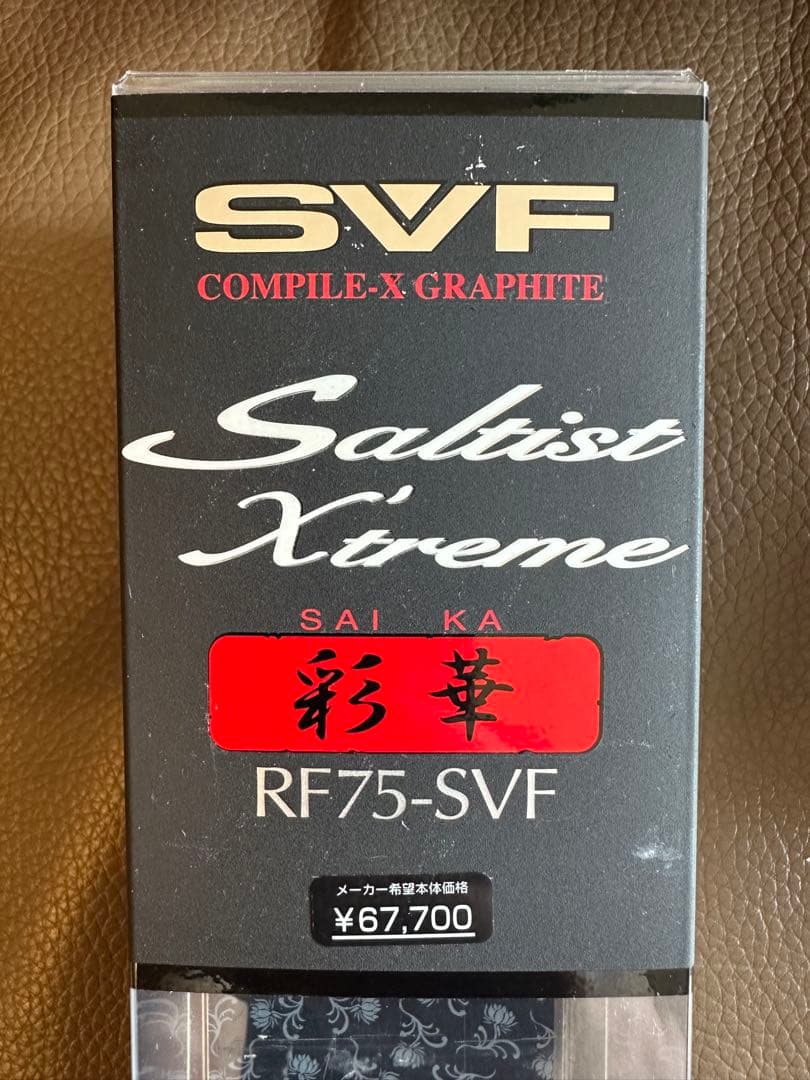 SVF
COMPILE-X GRAPHITE
Saltist
X'treme
SAI KA
彩華
RF75-SVF
メーカー希望本体価格
¥67,700